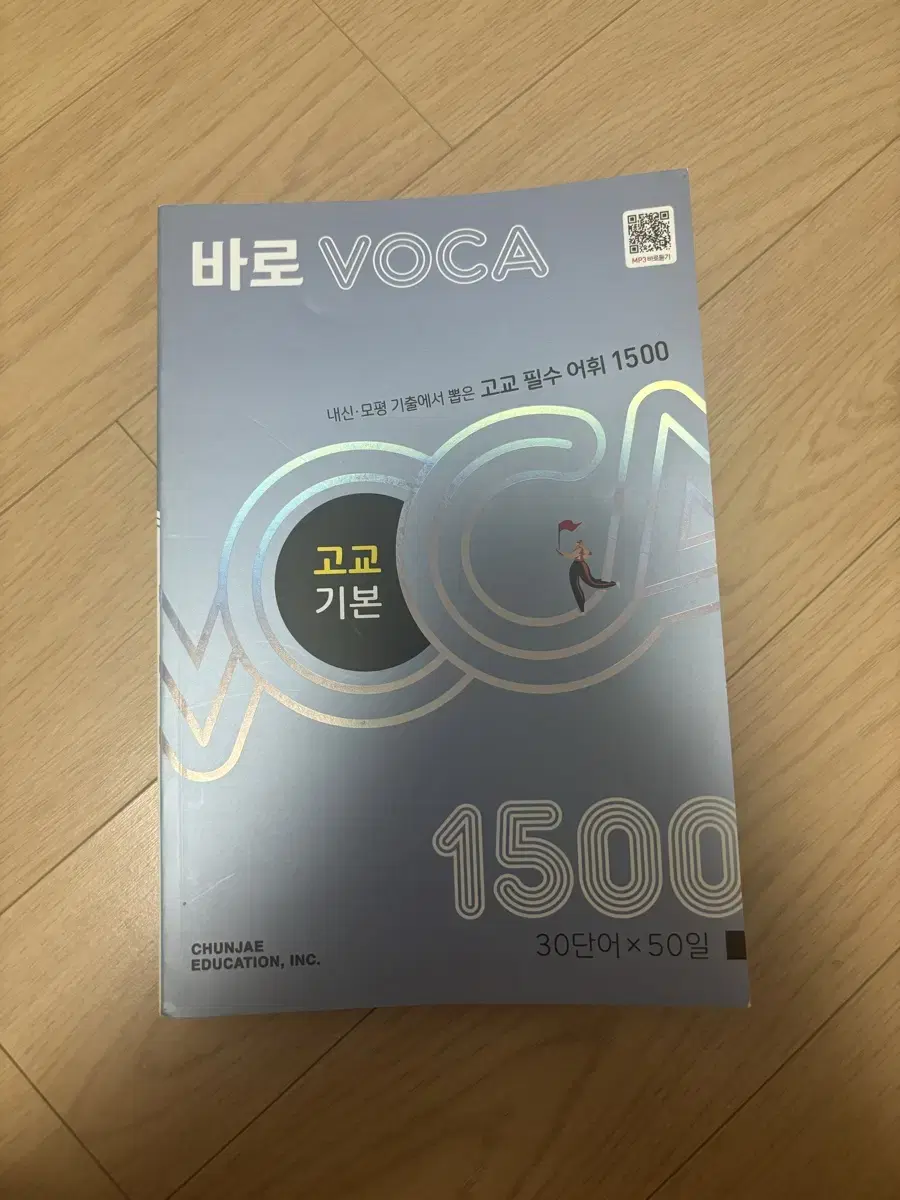 바로 VOCA
MP3 바로듣기
내신·모평 기출에서 뽑은 고교 필수 어휘 1500
VOCA
고교
기본
1500
30단어×50일
CHUNJAE
EDUCATION, INC.